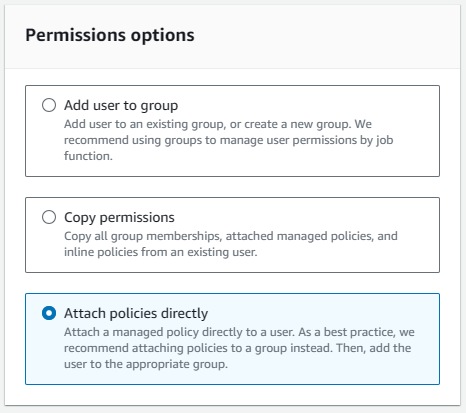 Permissions options
Add user to group
Add user to an existing group, or create a new group. We
recommend using groups to manage user permissions by job
function.
Copy permissions
Copy all group memberships, attached managed policies, and
inline policies from an existing user.
Attach policies directly
Attach a managed policy directly to a user. As a best practice, we
recommend attaching policies to a group instead. Then, add the
user to the appropriate group.